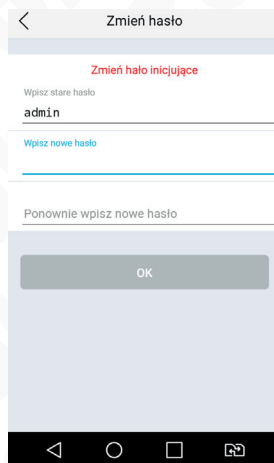 Zmień hasło
Zmień hało inicjujące
Wpisz stare hasło
admin
Wpisz nowe hasło
Ponownie wpisz nowe hasło
OK